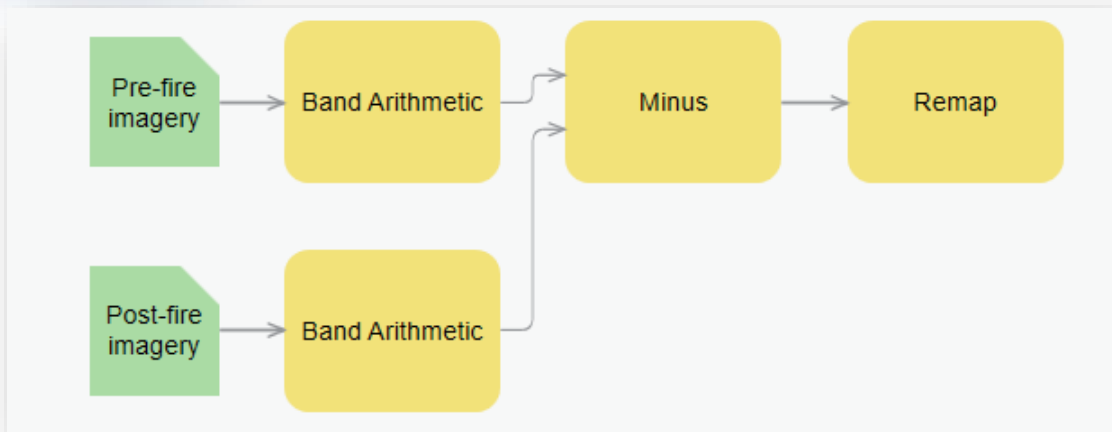 Pre-fire
imagery
Band Arithmetic
Minus
Remap
Post-fire
imagery
Band Arithmetic